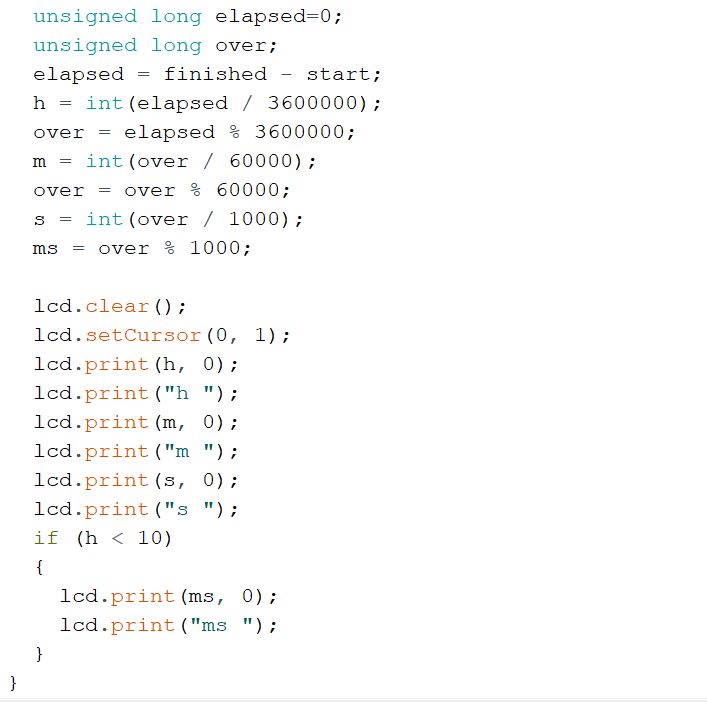 unsigned long elapsed=0;
unsigned long over;
elapsed = finished - start;
h = int(elapsed / 3600000);
over = elapsed % 3600000;
m = int(over / 60000);
over = over % 60000;
s = int(over / 1000);
ms = over % 1000;
lcd.clear();
lcd.setCursor(0, 1);
lcd.print(h, 0);
lcd.print("h ");
lcd.print(m, 0);
lcd.print("m ");
lcd.print(s, 0);
lcd.print("s ");
if (h < 10)
{
lcd.print(ms, 0);
lcd.print("ms ");
}
}